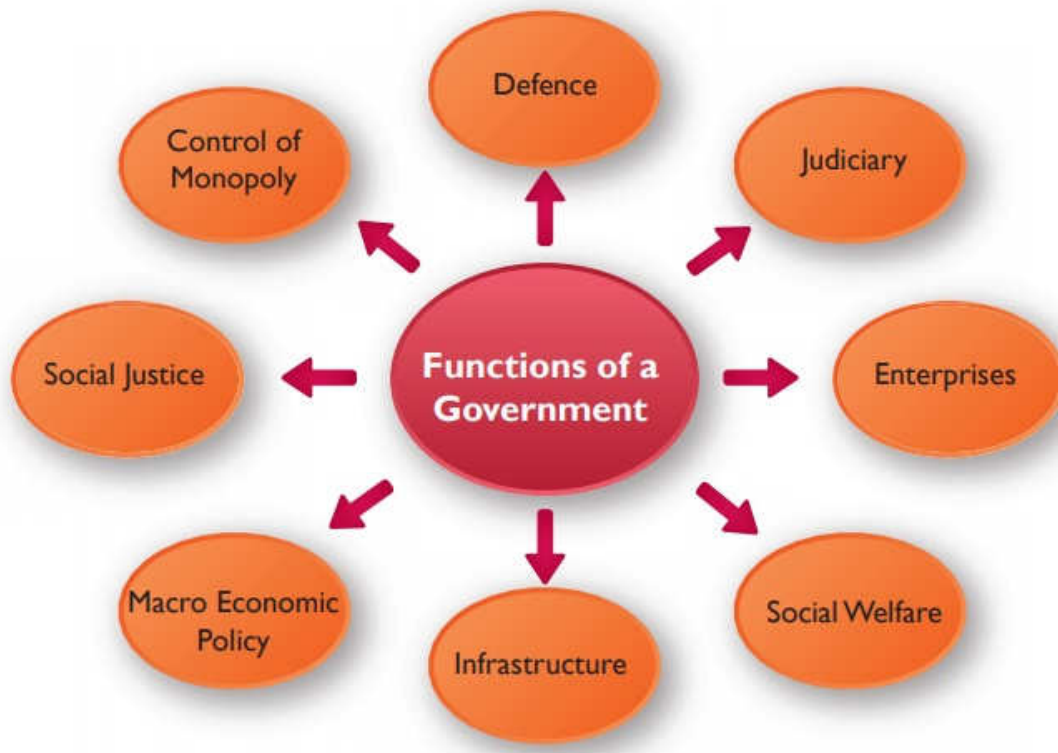 Defence
Control of
Monopoly
Judiciary
Social Justice
Functions of a
Government
Enterprises
Macro Economic
Policy
Infrastructure
Social Welfare